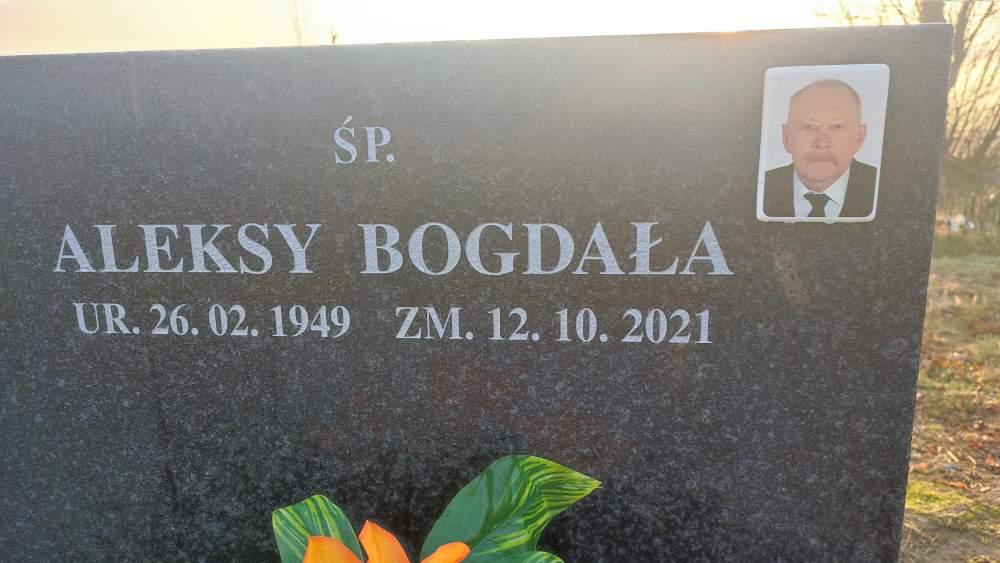 ŚP.
ALEKSY BOGDAŁA
UR. 26. 02. 1949 ZM. 12. 10. 2021